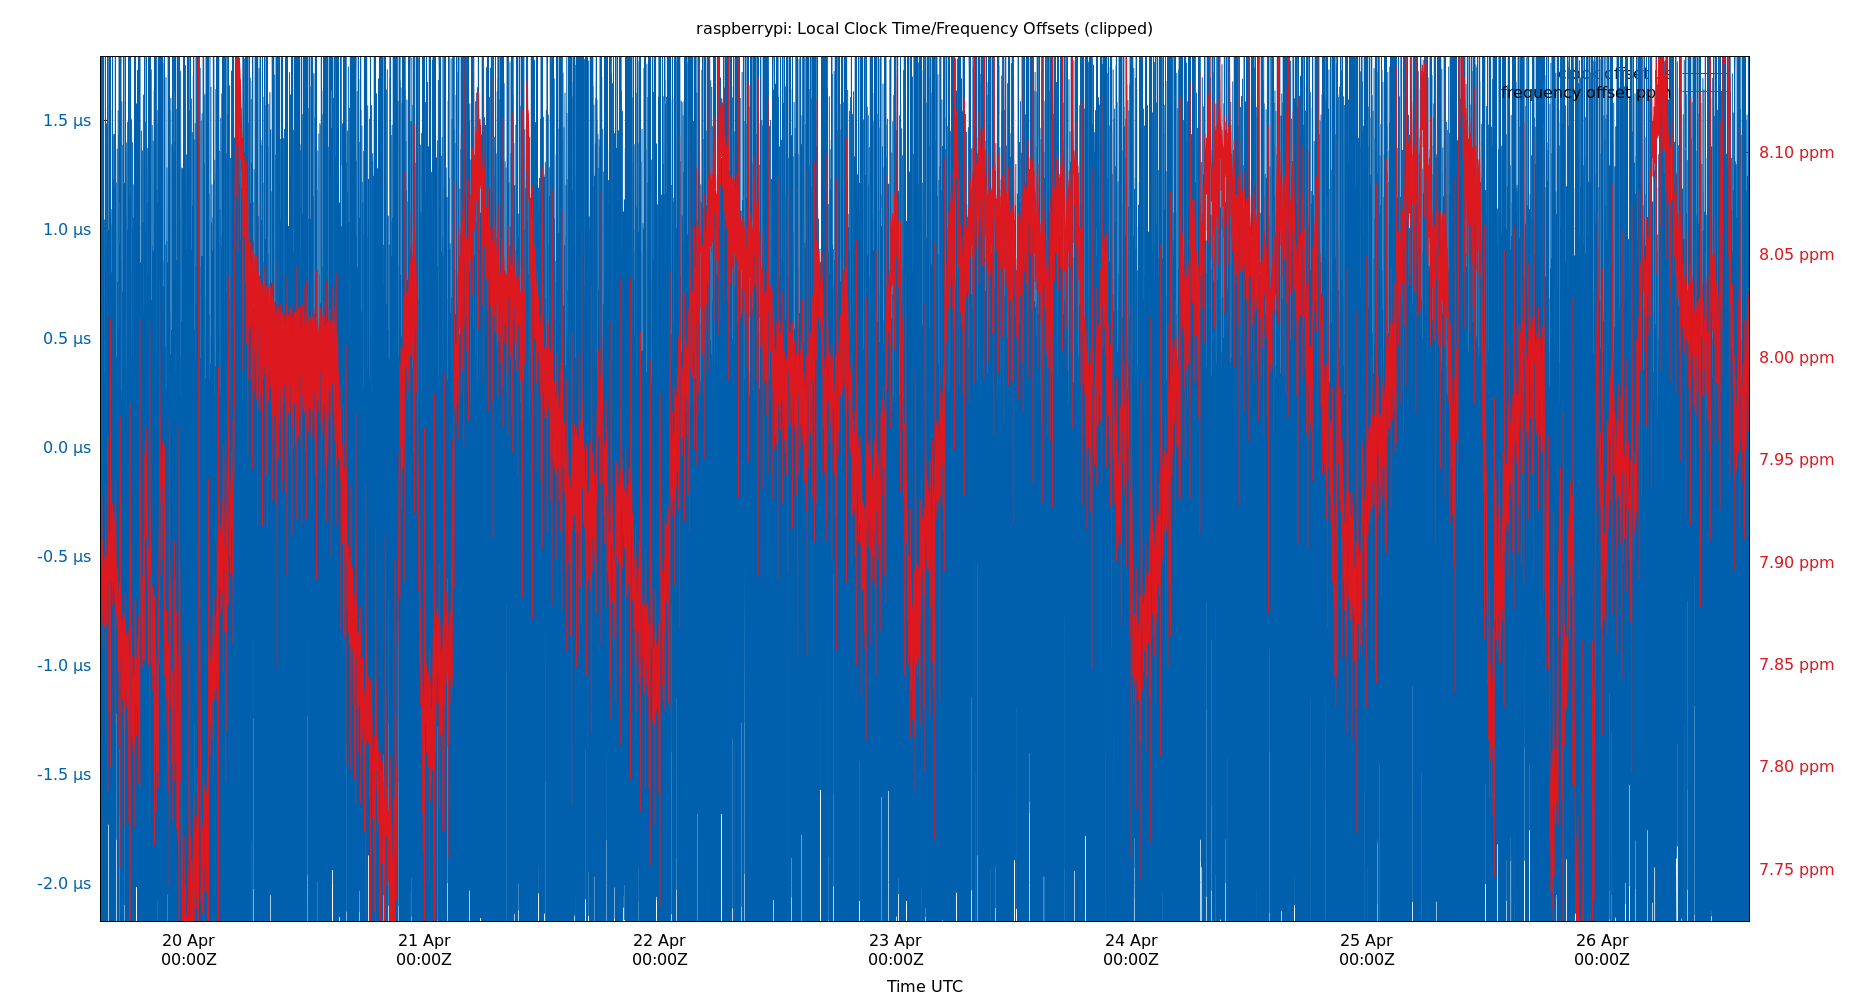 raspberrypi: Local Clock Time/Frequency Offsets (clipped)
clock offset
frequency offset ppm
1.5 µs
1.0 µs
0.5 µs
0.0 µs
-0.5 µs
-1.0 µs
-1.5 µs
-2.0 µs
8.10 ppm
8.05 ppm
8.00 ppm
7.95 ppm
7.90 ppm
7.85 ppm
7.80 ppm
7.75 ppm
20 Apr 21 Apr 22 Apr 23 Apr 24 Apr 25 Apr 26 Apr
00:00Z 00:00Z 00:00Z 00:00Z 00:00Z 00:00Z 00:00Z
Time UTC